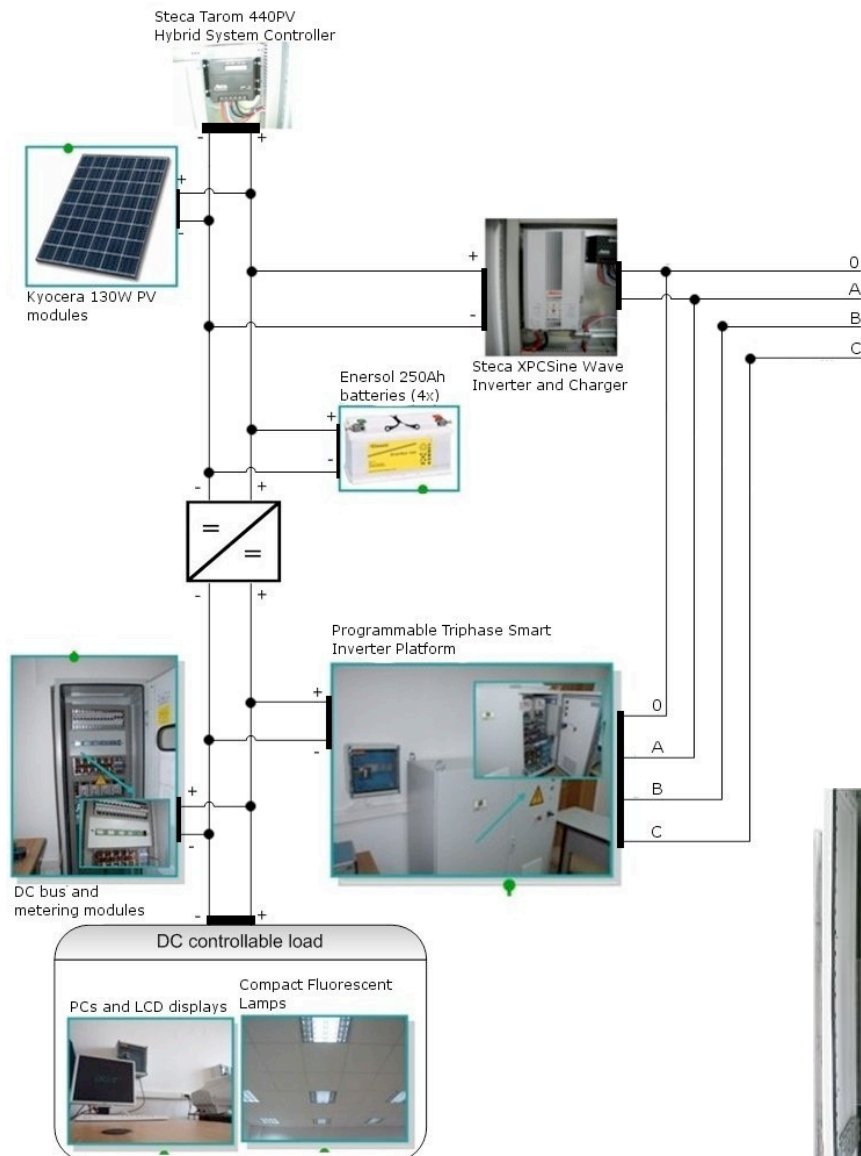 Steca Tarom 440PV
Hybrid System Controller
- +
+
-
Kyocera 130W PV
modules
+
-
Steca XPCSine Wave
Inverter and Charger
0
A
B
C
Enersol 250Ah
batteries (4x)
+
-
- +
=
=
- +
Programmable Triphase Smart
Inverter Platform
+
-
0
A
B
C
+
-
DC bus and
metering modules
- +
DC controllable load
PCs and LCD displays
Compact Fluorescent
Lamps